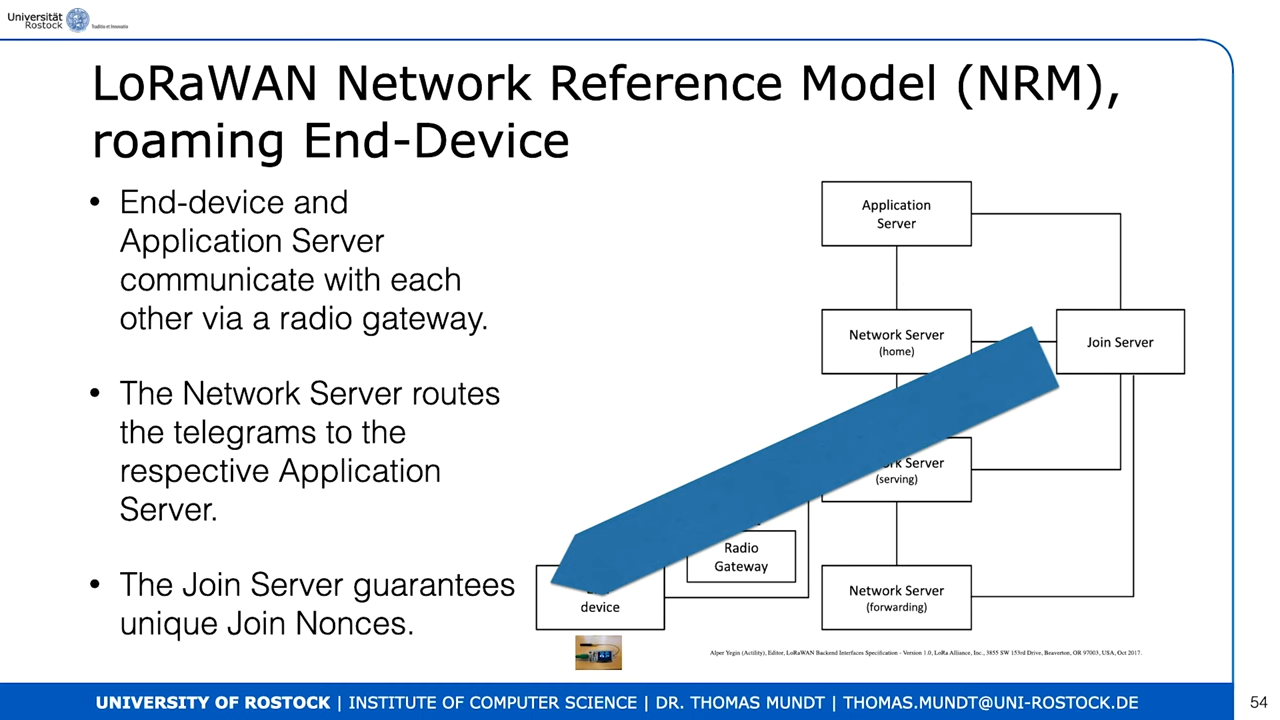 Universität
Rostock
Traditio et Innovatio
LoRaWAN Network Reference Model (NRM),
roaming End-Device
• End-device and
Application Server
communicate with each
other via a radio gateway.
• The Network Server routes
the telegrams to the
respective Application
Server.
• The Join Server guarantees
unique Join Nonces.
Application
Server
Network Server
(home)
Join Server
Server
(serving)
Radio
Gateway
device
Network Server
(forwarding)
Alper Yegin (Actility), Editor, LoRaWAN Backend Interfaces Specification - Version 1.0, LoRa Alliance, Inc., 3855 SW 153rd Drive, Beaverton, OR 97003, USA, Oct 2017.
UNIVERSITY OF ROSTOCK | INSTITUTE OF COMPUTER SCIENCE | DR. THOMAS MUNDT | THOMAS.MUNDT@UNI-ROSTOCK.DE
54